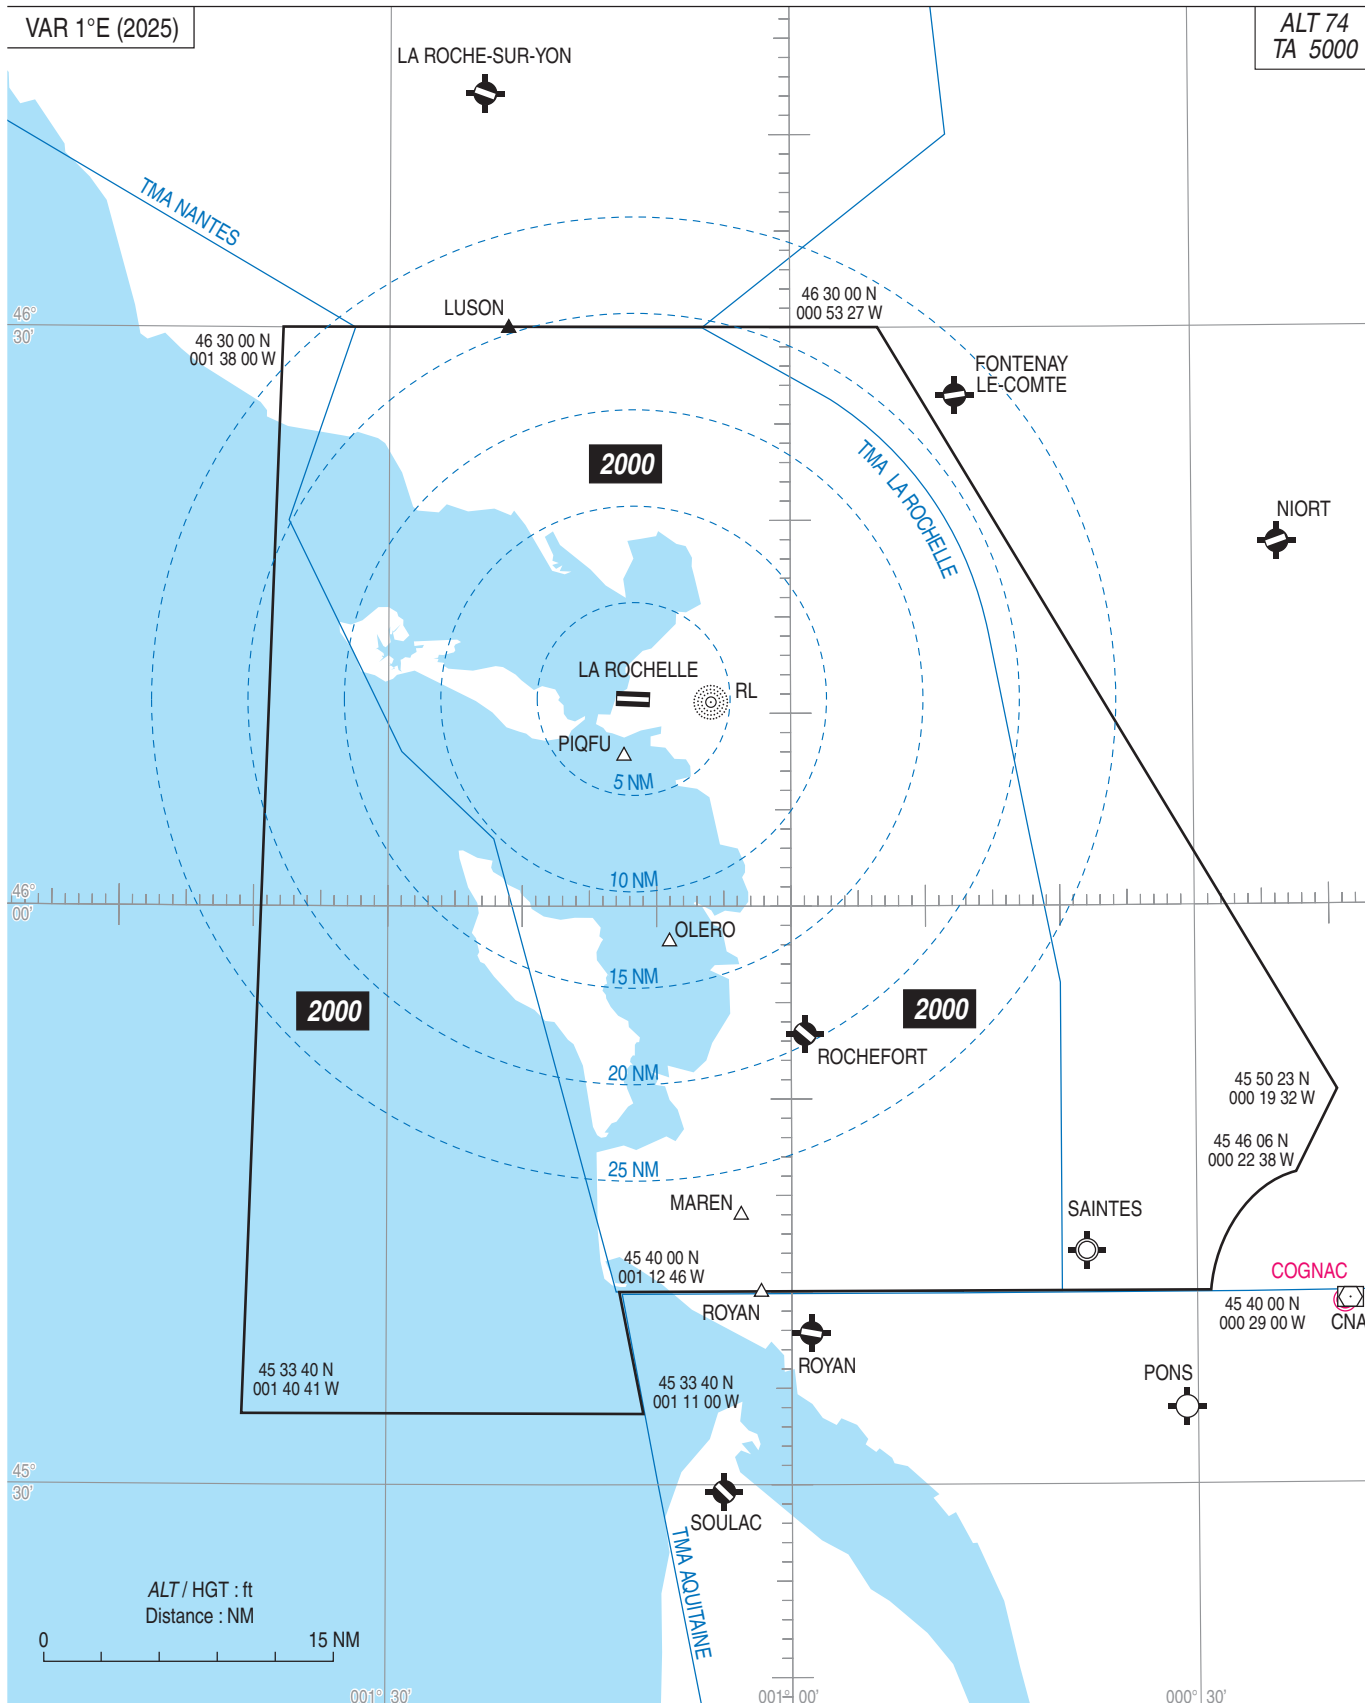 VAR 1°E (2025)
ALT 74
TA 5000
LA ROCHE-SUR-YON
TMA NANTES
LUSON
46 30 00 N
000 53 27 W
46°
30'
46 30 00 N
001 38 00 W
FONTENAY
LE-COMTE
2000
TMA LA ROCHELLE
NIORT
LA ROCHELLE
RL
PIQFU
5 NM
10 NM
46°
00'
OLERO
15 NM
2000
2000
ROCHEFORT
20 NM
45 50 23 N
000 19 32 W
45 46 06 N
000 22 38 W
25 NM
MAREN
SAINTES
45 40 00 N
001 12 46 W
COGNAC
ROYAN
45 40 00 N
000 29 00 W
CNA
ROYAN
45 33 40 N
001 40 41 W
45 33 40 N
001 11 00 W
PONS
45°
30'
SOULAC
TMA AQUITAINE
ALT / HGT : ft
Distance : NM
0
15 NM
001° 30'
001° 00'
000° 30'